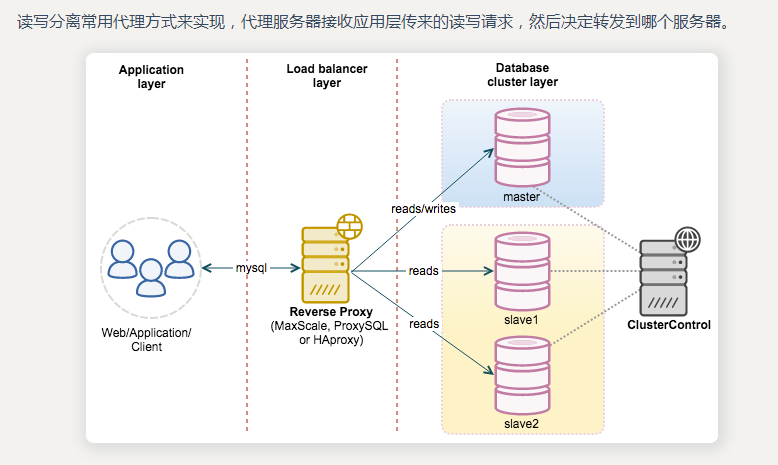 读写分离常用代理方式来实现，代理服务器接收应用层传来的读写请求，然后决定转发到哪个服务器。
Application
layer
Load balancer
layer
Database
cluster layer
master
reads/writes
mysql
reads
Reverse Proxy
(MaxScale, ProxySQL
or HAproxy)
slave1
ClusterControl
reads
Web/Application/
Client
slave2